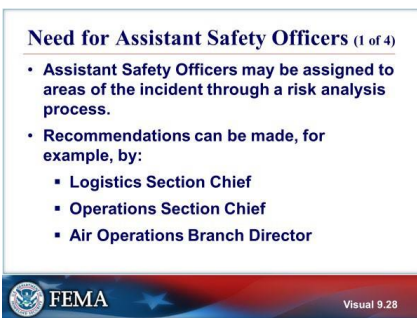 Need for Assistant Safety Officers (1 of 4)
• Assistant Safety Officers may be assigned to
areas of the incident through a risk analysis
process.
• Recommendations can be made, for
example, by:
▪ Logistics Section Chief
▪ Operations Section Chief
▪ Air Operations Branch Director
FEMA
Visual 9.28